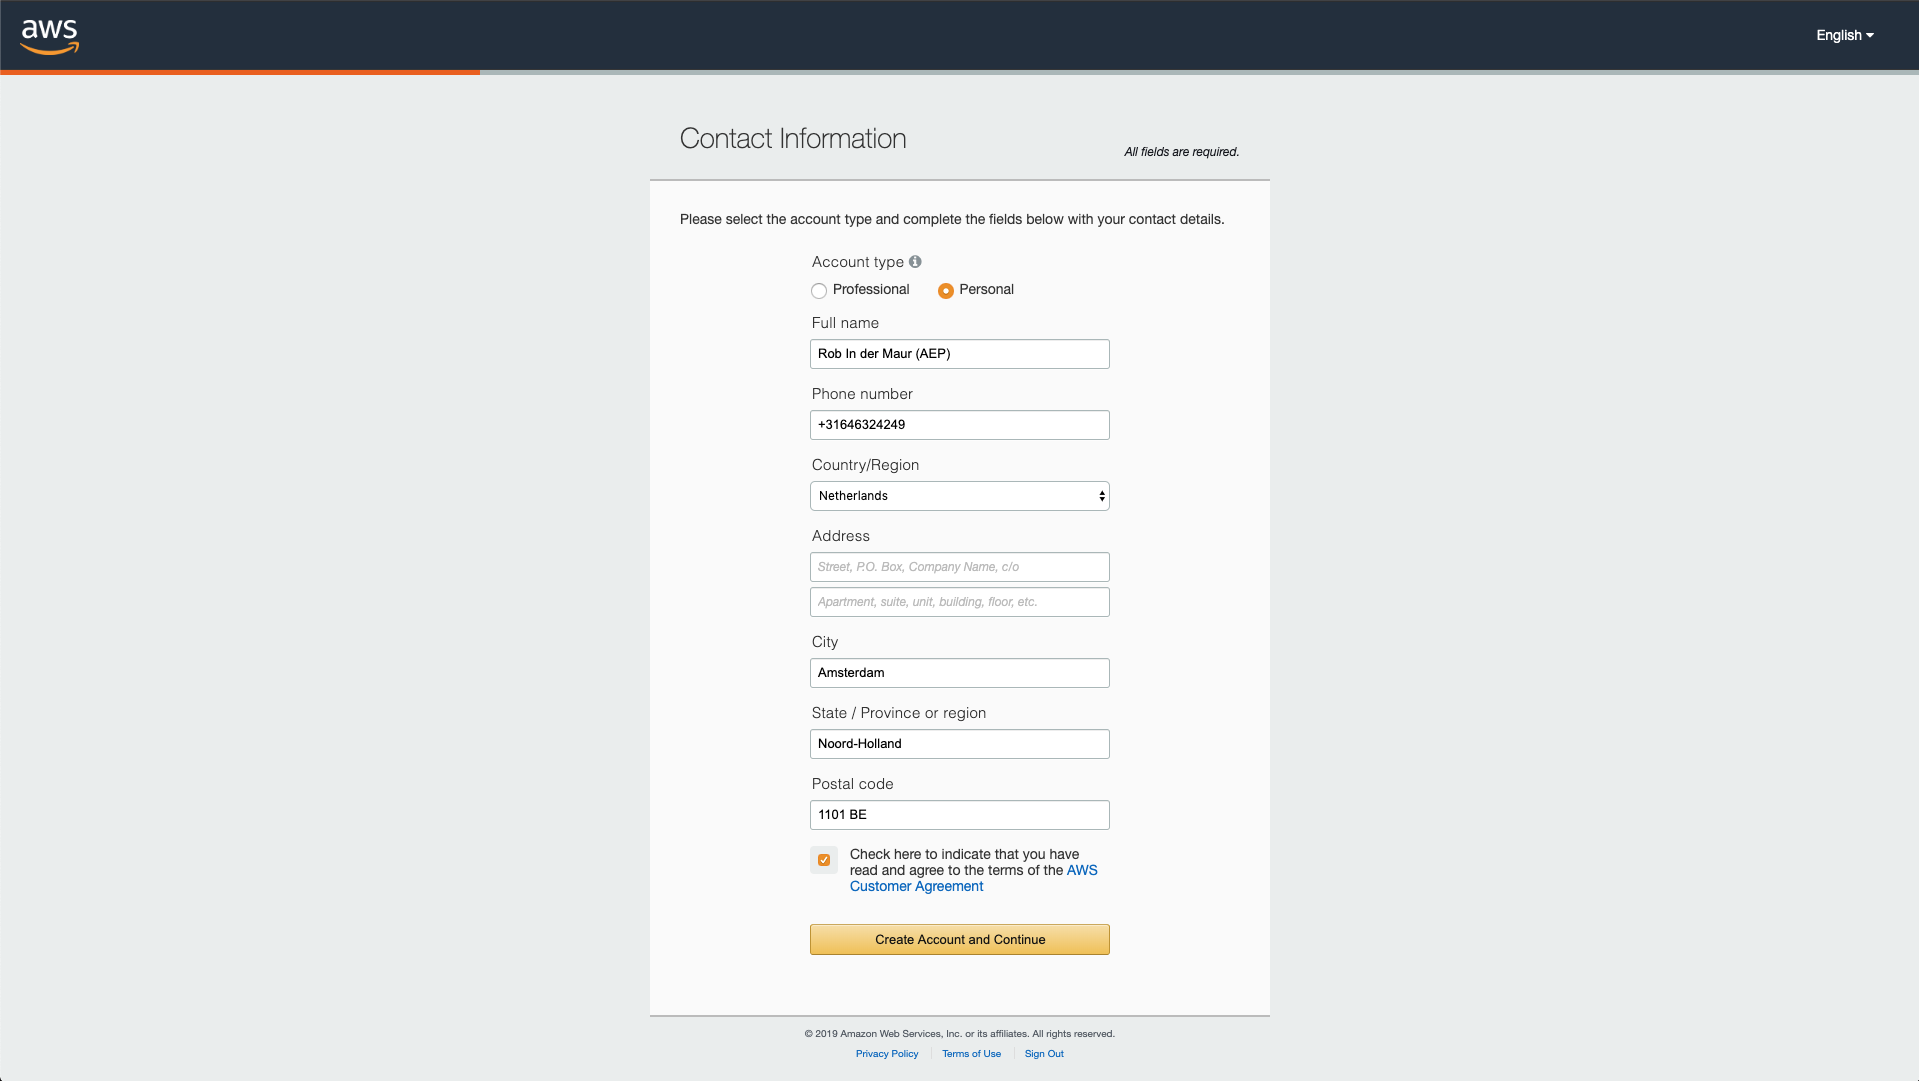 aws
English
Contact Information
All fields are required.
Please select the account type and complete the fields below with your contact details.
Account type
Professional
Personal
Full name
Rob In der Maur (AEP)
Phone number
+31646324249
Country/Region
Netherlands
Address
Street, P.O. Box, Company Name, c/o
Apartment, suite, unit, building, floor, etc.
City
Amsterdam
State / Province or region
Noord-Holland
Postal code
1101 BE
Check here to indicate that you have
read and agree to the terms of the AWS
Customer Agreement
Create Account and Continue
© 2019 Amazon Web Services, Inc. or its affiliates. All rights reserved.
Privacy Policy Terms of Use Sign Out